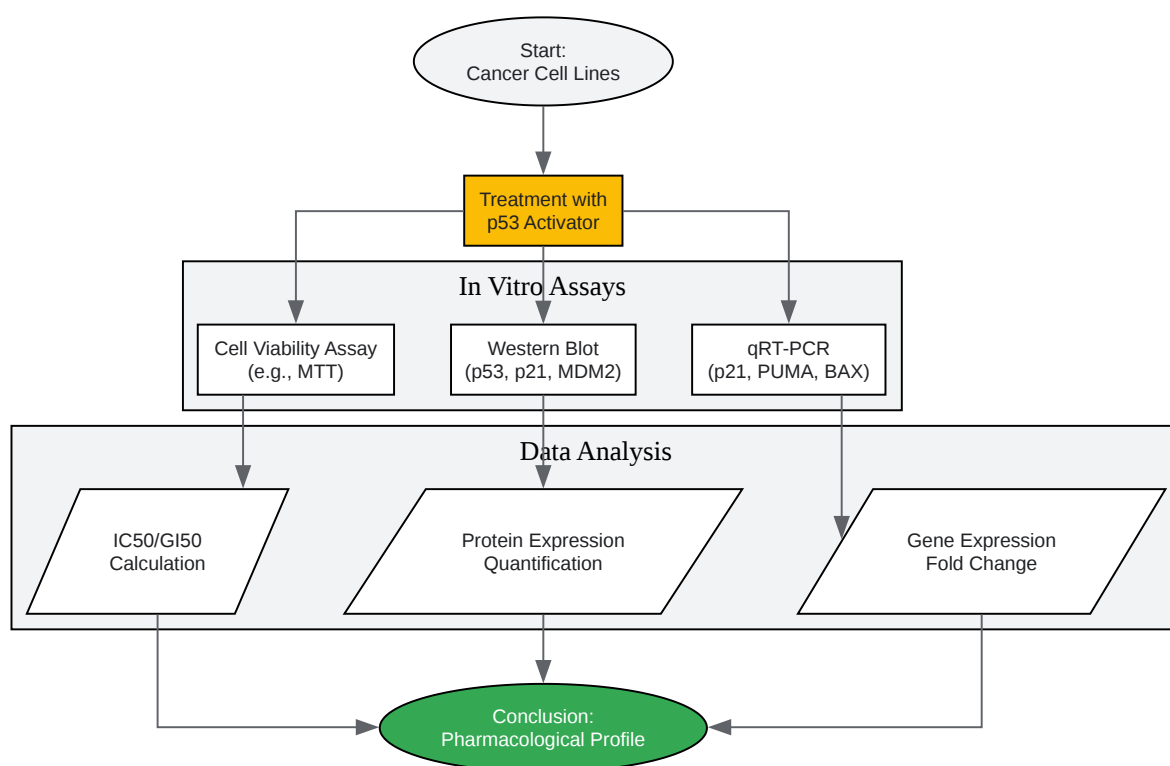 Start:
Cancer Cell Lines
Treatment with
p53 Activator
In Vitro Assays
Cell Viability Assay
(e.g., MTT)
Western Blot
(p53, p21, MDM2)
qRT-PCR
(p21, PUMA, BAX)
Data Analysis
IC50/GI50
Calculation
Protein Expression
Quantification
Gene Expression
Fold Change
Conclusion:
Pharmacological Profile